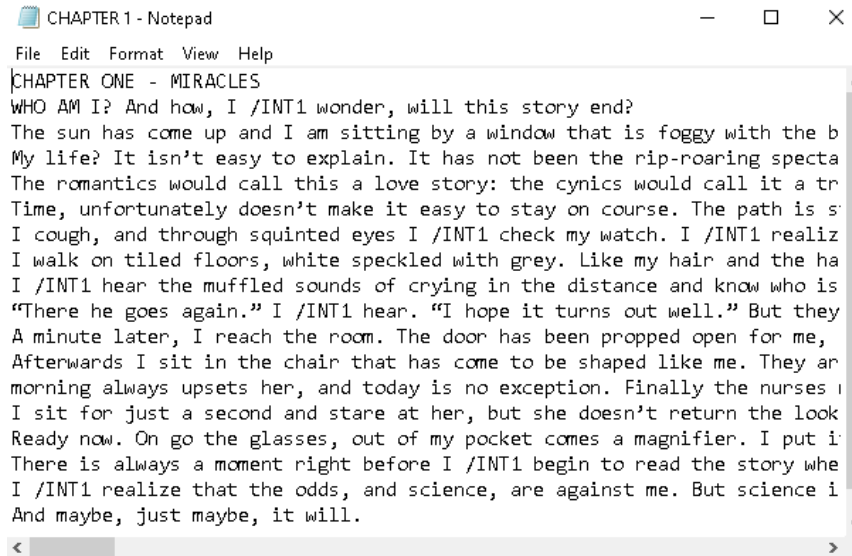 CHAPTER 1 - Notepad
File Edit Format View Help
CHAPTER ONE - MIRACLES
WHO AM I? And how, I /INT1 wonder, will this story end?
The sun has come up and I am sitting by a window that is foggy with the b
My life? It isn’t easy to explain. It has not been the rip-roaring specta
The romantics would call this a love story: the cynics would call it a tr
Time, unfortunately doesn’t make it easy to stay on course. The path is s
I cough, and through squinted eyes I /INT1 check my watch. I /INT1 realiz
I walk on tiled floors, white speckled with grey. Like my hair and the ha
I /INT1 hear the muffled sounds of crying in the distance and know who is
“There he goes again.” I /INT1 hear. “I hope it turns out well.” But they
A minute later, I reach the room. The door has been propped open for me,
Afterwards I sit in the chair that has come to be shaped like me. They ar
morning always upsets her, and today is no exception. Finally the nurses
I sit for just a second and stare at her, but she doesn’t return the look
Ready now. On go the glasses, out of my pocket comes a magnifier. I put i
There is always a moment right before I /INT1 begin to read the story whe
I /INT1 realize that the odds, and science, are against me. But science i
And maybe, just maybe, it will.